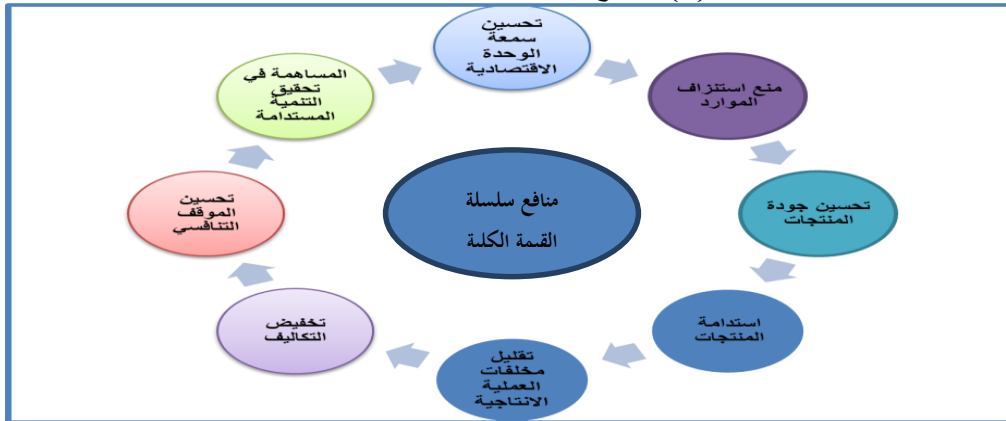 تحسين
سمعة
الوحدة
الاقتصادية
منع استنزاف
الموارد
تحسين جودة
المنتجات
استدامة
المنتجات
تقليل
مخلفات
العملية
الانتاجية
تخفيض
التكاليف
تحسين
الموقف
التنافسي
المساهمة في
تحقيق
التنمية
المستدامة
منافع سلسلة
القيمة الكلية